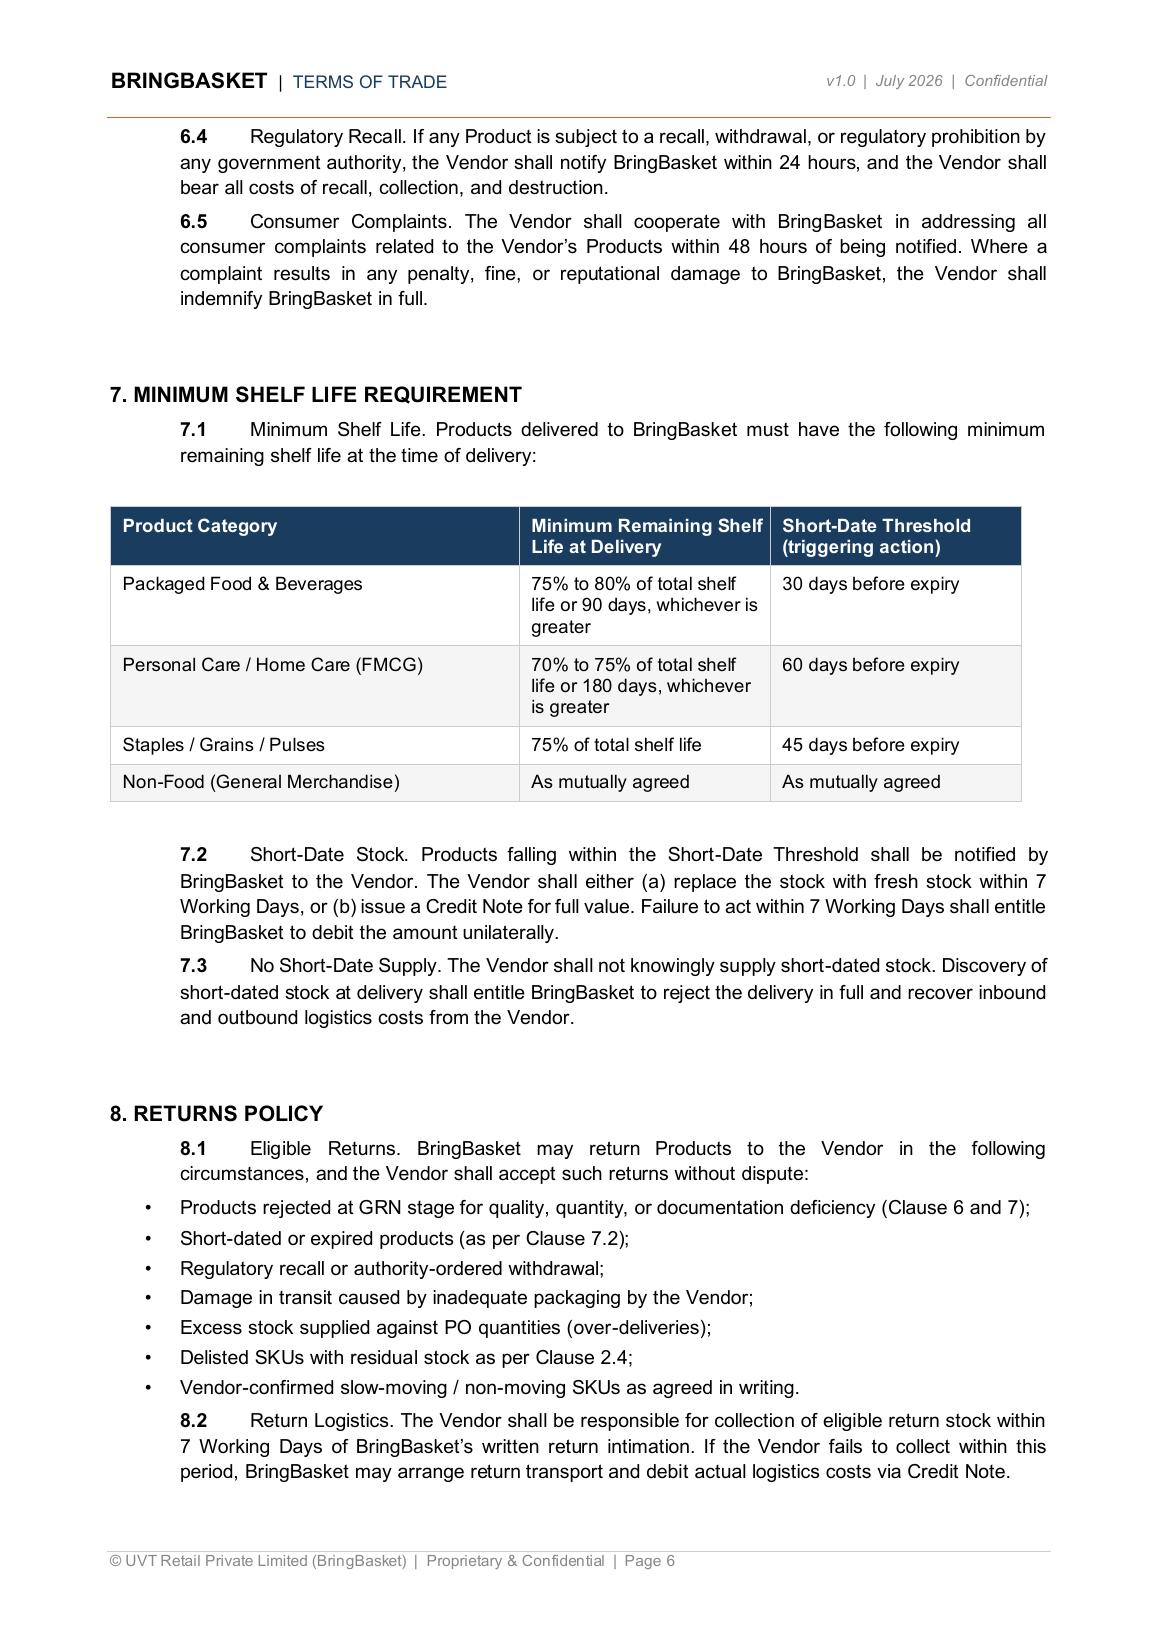 BRINGBASKET | TERMS OF TRADE
v1.0 | July 2026 | Confidential
6.4 Regulatory Recall. If any Product is subject to a recall, withdrawal, or regulatory prohibition by
any government authority, the Vendor shall notify BringBasket within 24 hours, and the Vendor shall
bear all costs of recall, collection, and destruction.
6.5 Consumer Complaints. The Vendor shall cooperate with BringBasket in addressing all
consumer complaints related to the Vendor’s Products within 48 hours of being notified. Where a
complaint results in any penalty, fine, or reputational damage to BringBasket, the Vendor shall
indemnify BringBasket in full.
7. MINIMUM SHELF LIFE REQUIREMENT
7.1 Minimum Shelf Life. Products delivered to BringBasket must have the following minimum
remaining shelf life at the time of delivery:
Product Category
Minimum Remaining Shelf
Life at Delivery
Short-Date Threshold
(triggering action)
Packaged Food & Beverages
75% to 80% of total shelf
life or 90 days, whichever is
greater
30 days before expiry
Personal Care / Home Care (FMCG)
70% to 75% of total shelf
life or 180 days, whichever
is greater
60 days before expiry
Staples / Grains / Pulses
75% of total shelf life
45 days before expiry
Non-Food (General Merchandise)
As mutually agreed
As mutually agreed
7.2 Short-Date Stock. Products falling within the Short-Date Threshold shall be notified by
BringBasket to the Vendor. The Vendor shall either (a) replace the stock with fresh stock within 7
Working Days, or (b) issue a Credit Note for full value. Failure to act within 7 Working Days shall entitle
BringBasket to debit the amount unilaterally.
7.3 No Short-Date Supply. The Vendor shall not knowingly supply short-dated stock. Discovery of
short-dated stock at delivery shall entitle BringBasket to reject the delivery in full and recover inbound
and outbound logistics costs from the Vendor.
8. RETURNS POLICY
8.1 Eligible Returns. BringBasket may return Products to the Vendor in the following
circumstances, and the Vendor shall accept such returns without dispute:
• Products rejected at GRN stage for quality, quantity, or documentation deficiency (Clause 6 and 7);
• Short-dated or expired products (as per Clause 7.2);
• Regulatory recall or authority-ordered withdrawal;
• Damage in transit caused by inadequate packaging by the Vendor;
• Excess stock supplied against PO quantities (over-deliveries);
• Delisted SKUs with residual stock as per Clause 2.4;
• Vendor-confirmed slow-moving / non-moving SKUs as agreed in writing.
8.2 Return Logistics. The Vendor shall be responsible for collection of eligible return stock within
7 Working Days of BringBasket’s written return intimation. If the Vendor fails to collect within this
period, BringBasket may arrange return transport and debit actual logistics costs via Credit Note.
© UVT Retail Private Limited (BringBasket) | Proprietary & Confidential | Page 6